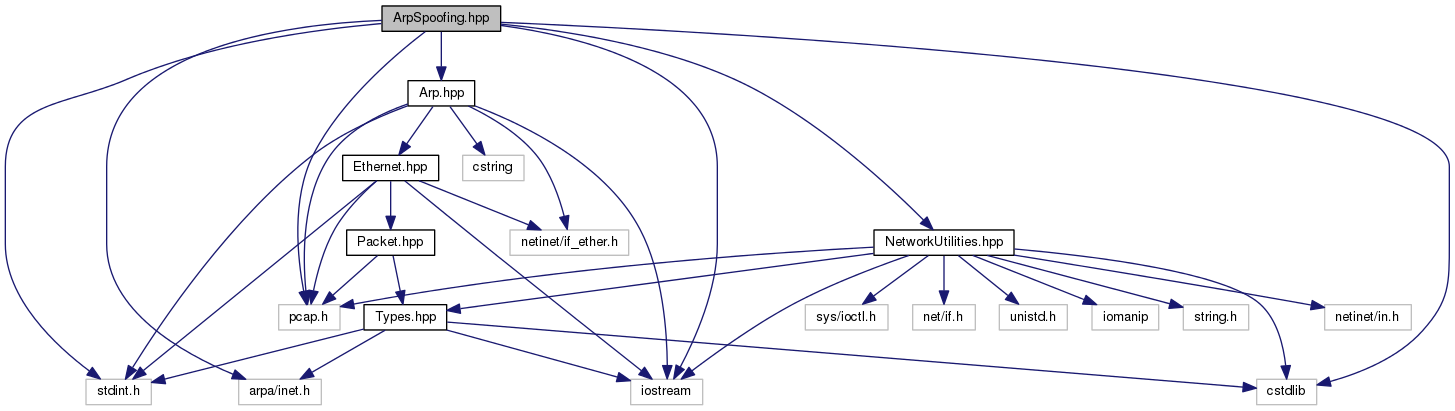 ArpSpoofing.hpp
Arp.hpp
Ethernet.hpp
cstring
Packet.hpp
netinet/if_ether.h
NetworkUtilities.hpp
pcap.h
Types.hpp
sys/ioctl.h
net/if.h
unistd.h
iomanip
string.h
netinet/in.h
stdint.h
arpa/inet.h
iostream
cstdlib